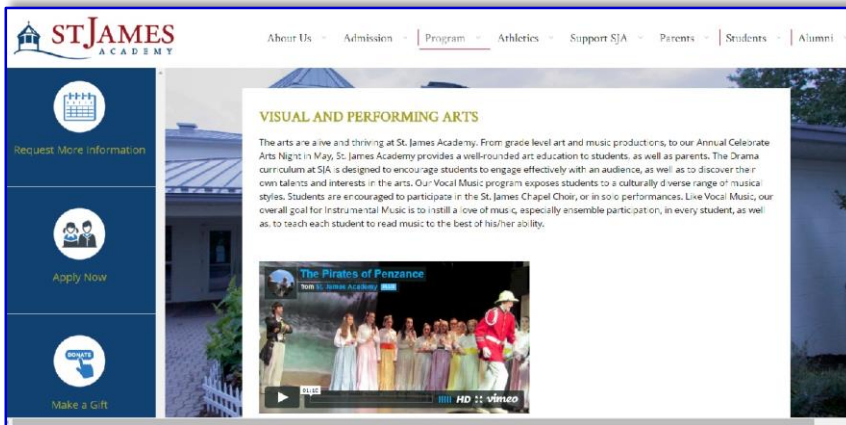 ST JAMES
ACADEMY
About Us
Admission
Program
Athletics
Support SJA
Parents
Students
Alumni
Request More Information
Apply Now
DONATE
Make a Gift
VISUAL AND PERFORMING ARTS
The arts are alive and thriving at St. James Academy. From grade level art and music productions, to our Annual Celebrate
Arts Night in May, St. James Academy provides a well-rounded art education to students, as well as parents. The Drama
curriculum at SJA is designed to encourage students to engage effectively with an audience, as well as to discover their
own talents and interests in the arts. Our Vocal Music program exposes students to a culturally diverse range of musical
styles. Students are encouraged to participate in the St. James Chapel Choir, or in solo performances. Like Vocal Music, our
overall goal for Instrumental Music is to instill a love of music, especially ensemble participation, in every student, as well
as, to teach each student to read music to the best of his/her ability.
The Pirates of Penzance
from St. James Academy
01:10
HD :: vimeo